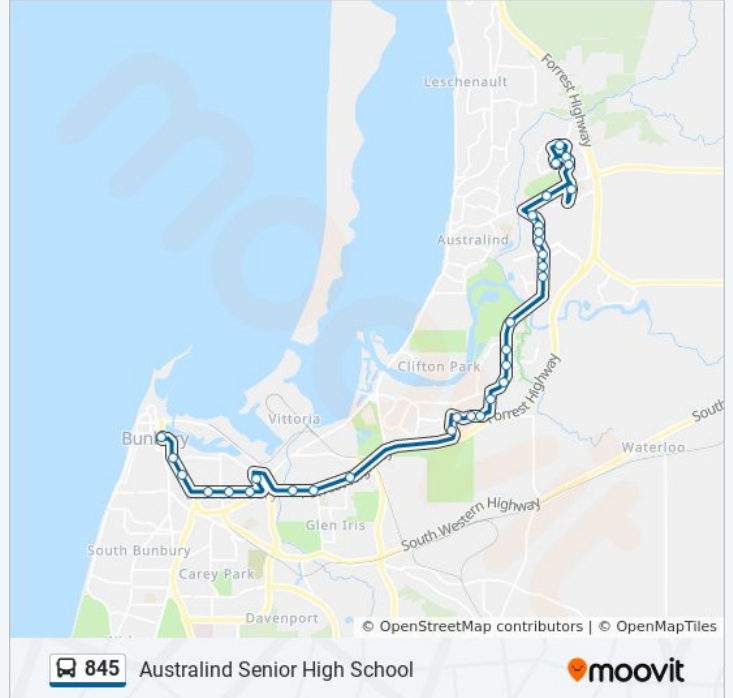 Forrest Highway
Leschenault
Australind
Clifton Park
Forrest Highway
Vittoria
South
Waterloo
South Western Highway
Glen Iris
South Bunbury
Carey Park
Davenport
© OpenStreetMap contributors | © OpenMapTiles
845 Australind Senior High School
moovit